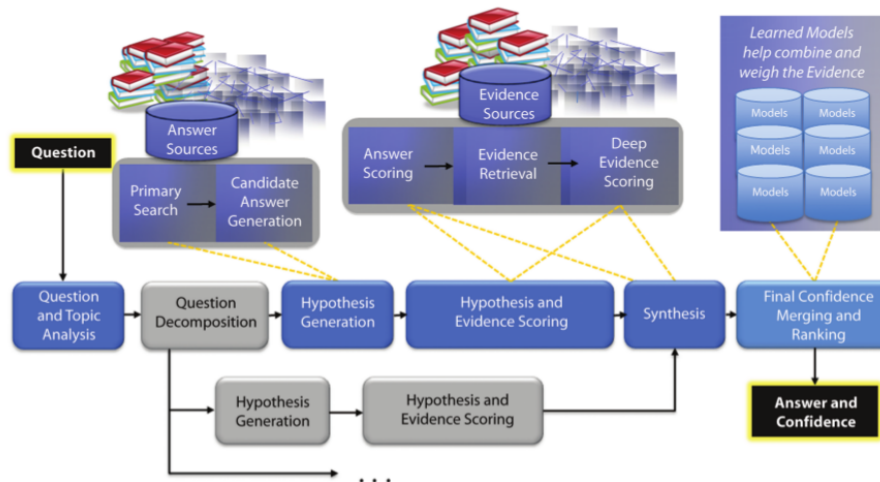 Learned Models
help combine and
weigh the Evidence
Models
Models
Models
Models
Models
Models
Answer
Sources
Evidence
Sources
Question
Primary
Search
Candidate
Answer
Generation
Answer
Scoring
Evidence
Retrieval
Deep
Evidence
Scoring
Question
and Topic
Analysis
Question
Decomposition
Hypothesis
Generation
Hypothesis and
Evidence Scoring
Synthesis
Final Confidence
Merging and
Ranking
Hypothesis
Generation
Hypothesis and
Evidence Scoring
Answer and
Confidence
. . .